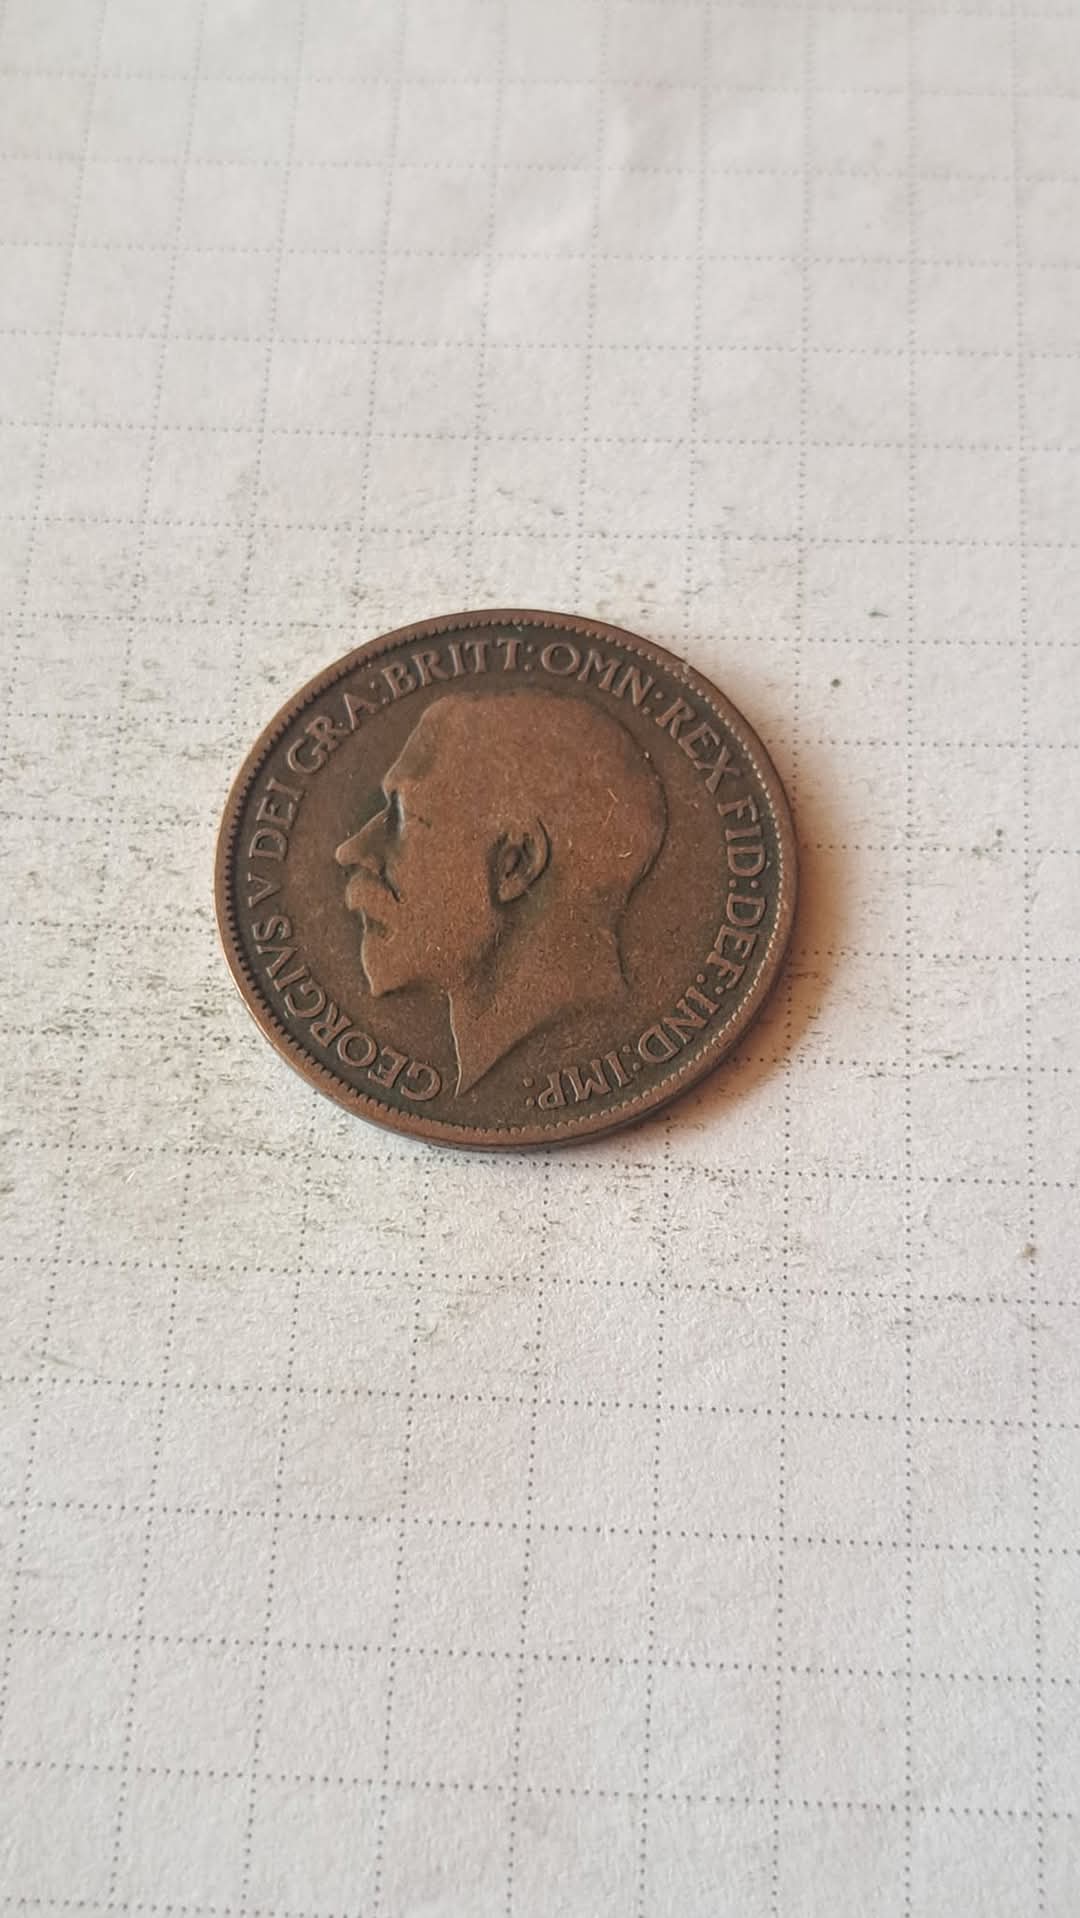 GEORGIVS V DEI GRA:BRITT:OMN:REX FID:DEF:IND:IMP: